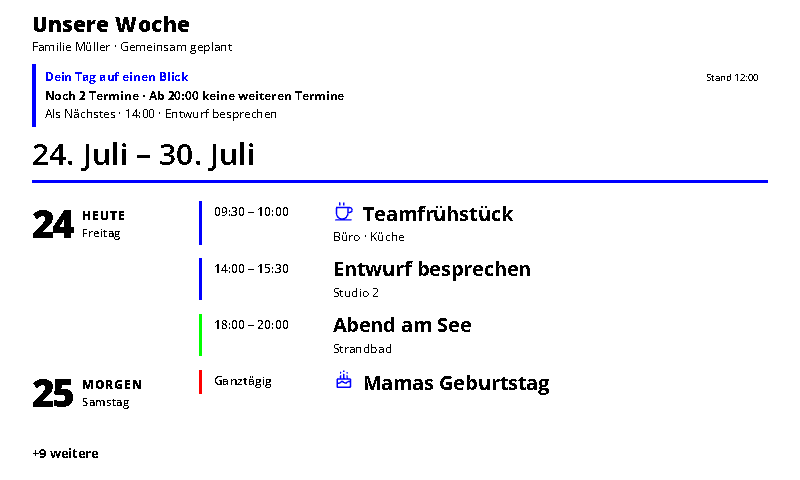 Unsere Woche
Familie Müller · Gemeinsam geplant
Dein Tag auf einen Blick
Stand 12:00
Noch 2 Termine · Ab 20:00 keine weiteren Termine
Als Nächstes · 14:00 · Entwurf besprechen
24. Juli – 30. Juli
24 HEUTE
Freitag
09:30 – 10:00
Teamfrühstück
Büro · Küche
14:00 – 15:30
Entwurf besprechen
Studio 2
18:00 – 20:00
Abend am See
Strandbad
25 MORGEN
Samstag
Ganztägig
Mamas Geburtstag
+9 weitere